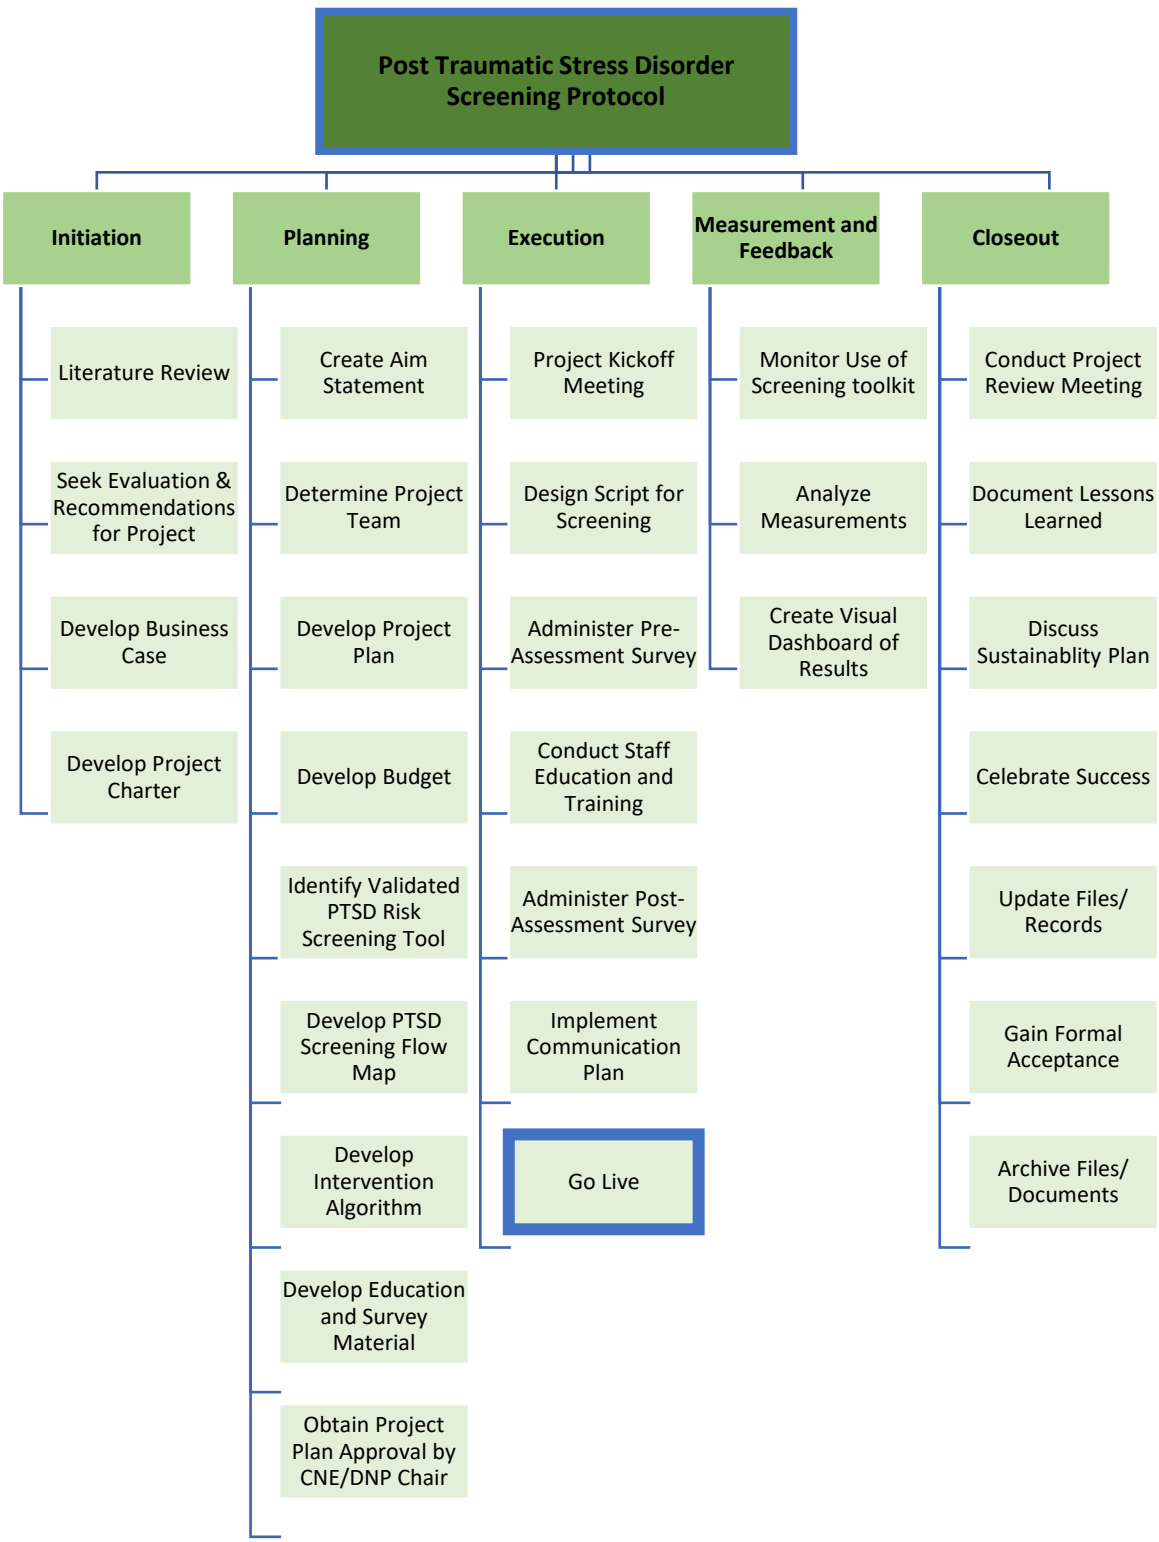 Post Traumatic Stress Disorder
Screening Protocol
Initiation
Literature Review
Seek Evaluation &
Recommendations
for Project
Develop Business
Case
Develop Project
Charter
Planning
Create Aim
Statement
Determine Project
Team
Develop Project
Plan
Develop Budget
Identify Validated
PTSD Risk
Screening Tool
Develop PTSD
Screening Flow
Map
Develop
Intervention
Algorithm
Develop Education
and Survey
Material
Obtain Project
Plan Approval by
CNE/DNP Chair
Execution
Project Kickoff
Meeting
Design Script for
Screening
Administer Pre-
Assessment Survey
Conduct Staff
Education and
Training
Administer Post-
Assessment Survey
Implement
Communication
Plan
Go Live
Measurement and
Feedback
Monitor Use of
Screening toolkit
Analyze
Measurements
Create Visual
Dashboard of
Results
Closeout
Conduct Project
Review Meeting
Document Lessons
Learned
Discuss
Sustainablity Plan
Celebrate Success
Update Files/
Records
Gain Formal
Acceptance
Archive Files/
Documents